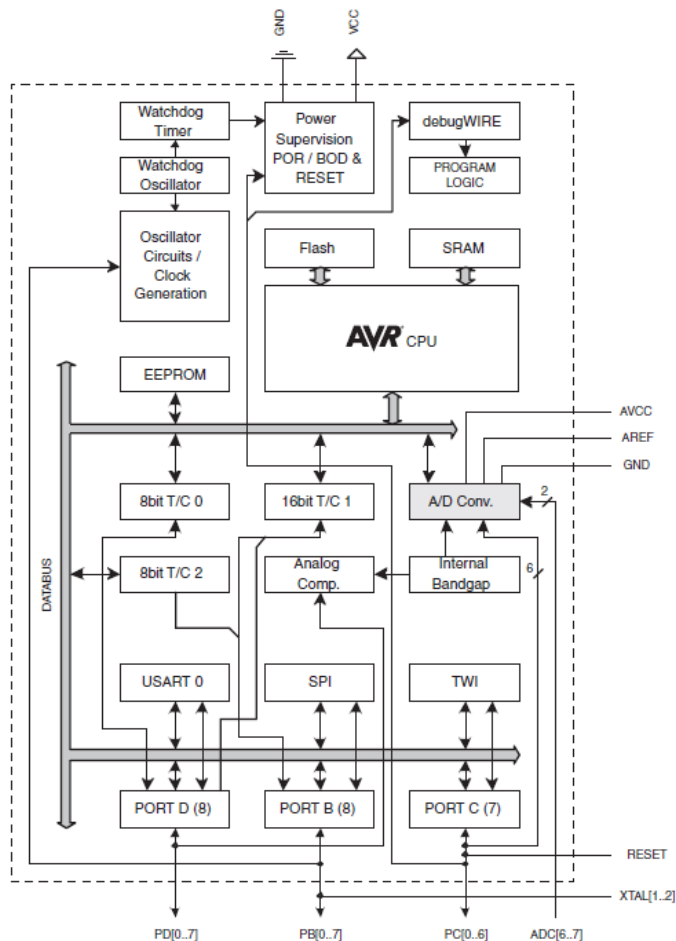 GND
VCC
Watchdog
Timer
Power
Supervision
POR / BOD &
RESET
debugWIRE
Watchdog
Oscillator
PROGRAM
LOGIC
Oscillator
Circuits /
Clock
Generation
Flash
SRAM
AVR CPU
EEPROM
AVCC
AREF
GND
8bit T/C 0
16bit T/C 1
A/D Conv.
2
DATABUS
8bit T/C 2
Analog
Comp.
Internal
Bandgap
6
USART 0
SPI
TWI
PORT D (8)
PORT B (8)
PORT C (7)
RESET
XTAL[1..2]
PD[0..7]
PB[0..7]
PC[0..6]
ADC[6..7]